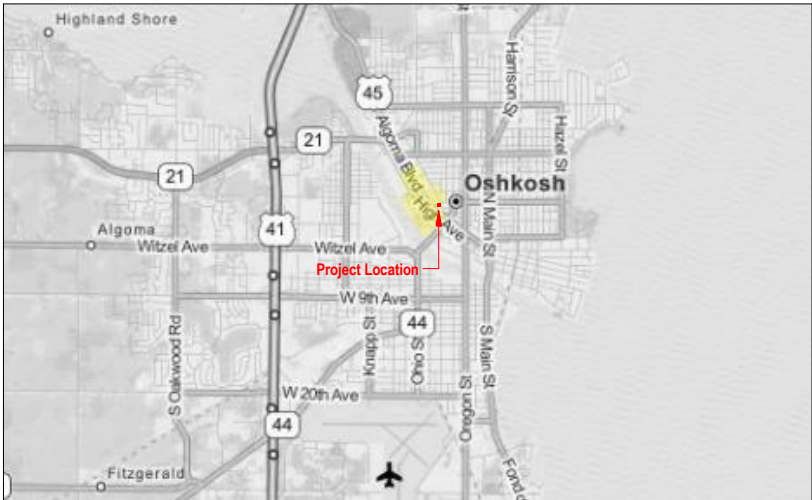 Highland Shore
45
Harrison St
Hazel St
21
21
Algoma Blvd
High Ave
Oshkosh
N Main St
41
Algoma
Witzel Ave
Witzel Ave
Project Location
W 9th Ave
44
S Oakwood Rd
Knapp St
Ohio St
S Main St
Oregon St
W 20th Ave
44
Fitzgerald
Fond d